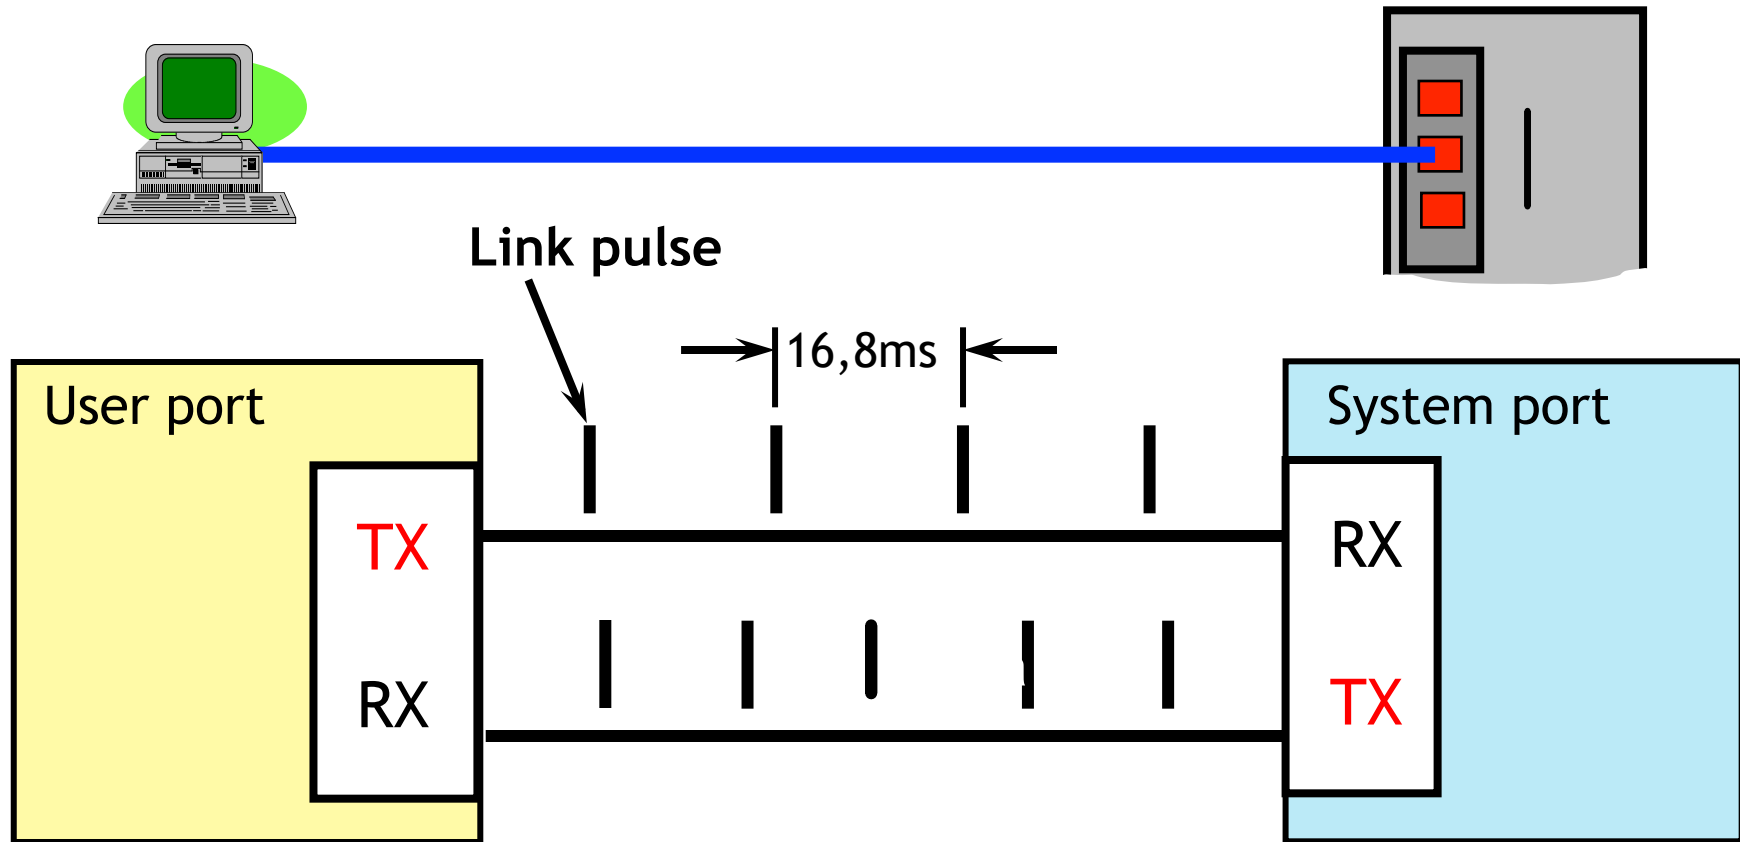 Link pulse
16,8ms
User port
System port
TX
RX
RX
TX